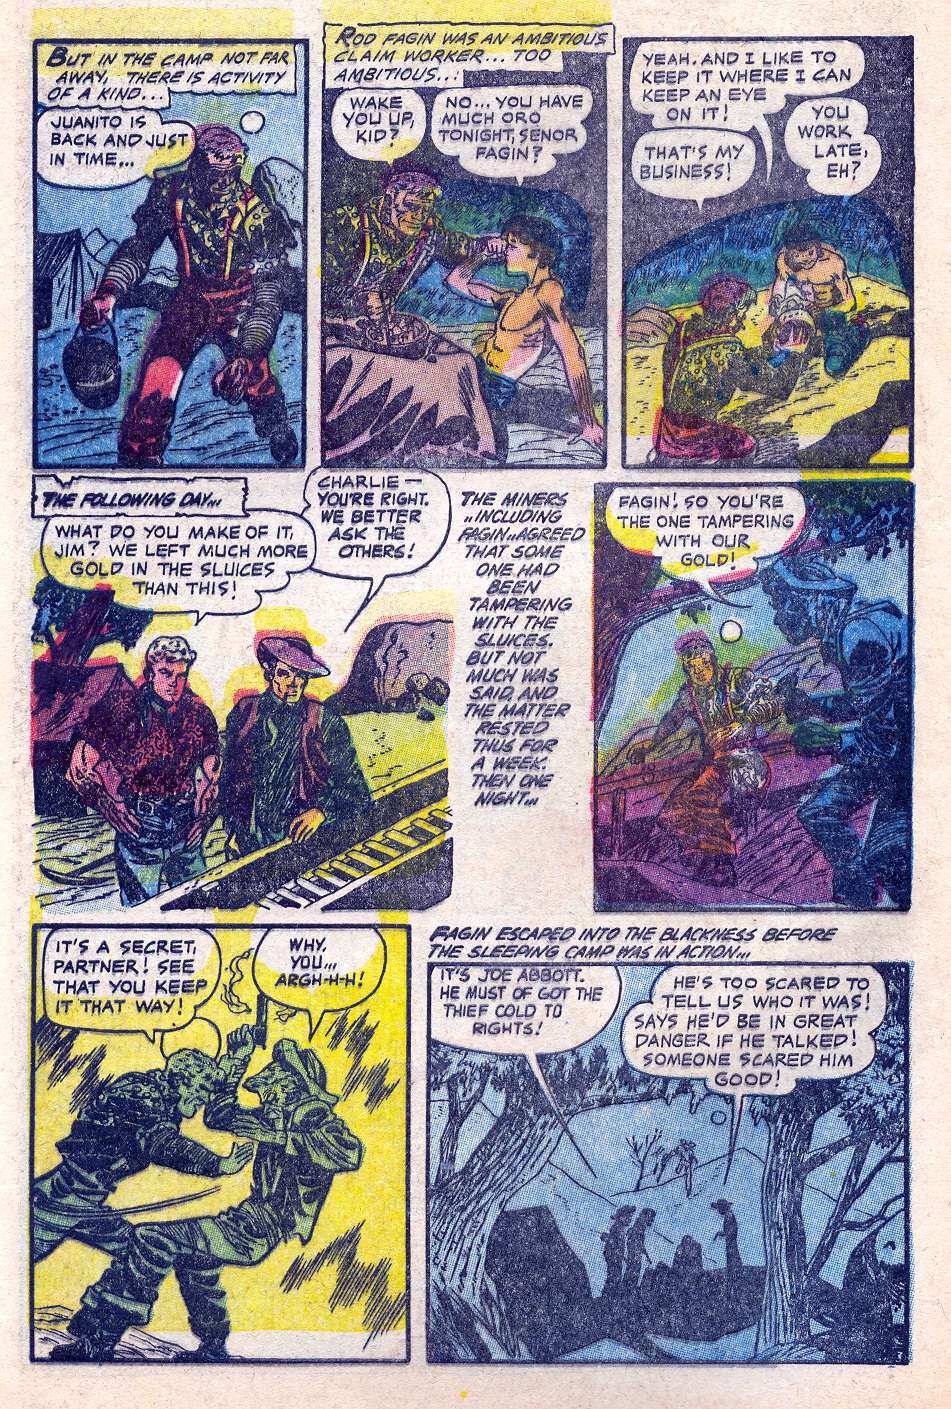 BUT IN THE CAMP NOT FAR
AWAY, THERE IS ACTIVITY
OF A KIND...
JUANITO IS
BACK AND JUST
IN TIME...
ROD FAGIN WAS AN AMBITIOUS
CLAIM WORKER... TOO
AMBITIOUS...
WAKE
YOU UP,
KID?
NO... YOU HAVE
MUCH ORO
TONIGHT, SENOR
FAGIN?
YEAH. AND I LIKE TO
KEEP IT WHERE I CAN
KEEP AN EYE
ON IT!
THAT'S MY
BUSINESS!
YOU
WORK
LATE,
EH?
THE FOLLOWING DAY...
WHAT DO YOU MAKE OF IT,
JIM? WE LEFT MUCH MORE
GOLD IN THE SLUICES
THAN THIS!
CHARLIE —
YOU'RE RIGHT.
WE BETTER
ASK THE
OTHERS!
THE MINERS
..INCLUDING
FAGIN..AGREED
THAT SOME
ONE HAD
BEEN
TAMPERING
WITH THE
SLUICES.
BUT NOT
MUCH WAS
SAID, AND
THE MATTER
RESTED
THUS FOR
A WEEK.
THEN ONE
NIGHT...
FAGIN! SO YOU'RE
THE ONE TAMPERING
WITH OUR
GOLD!
IT'S A SECRET,
PARTNER! SEE
THAT YOU KEEP
IT THAT WAY!
WHY,
YOU...
ARGH-H-H!
FAGIN ESCAPED INTO THE BLACKNESS BEFORE
THE SLEEPING CAMP WAS IN ACTION...
IT'S JOE ABBOTT.
HE MUST OF GOT THE
THIEF COLD TO
RIGHTS!
HE'S TOO SCARED TO
TELL US WHO IT WAS!
SAYS HE'D BE IN GREAT
DANGER IF HE TALKED!
SOMEONE SCARED HIM
GOOD!
3